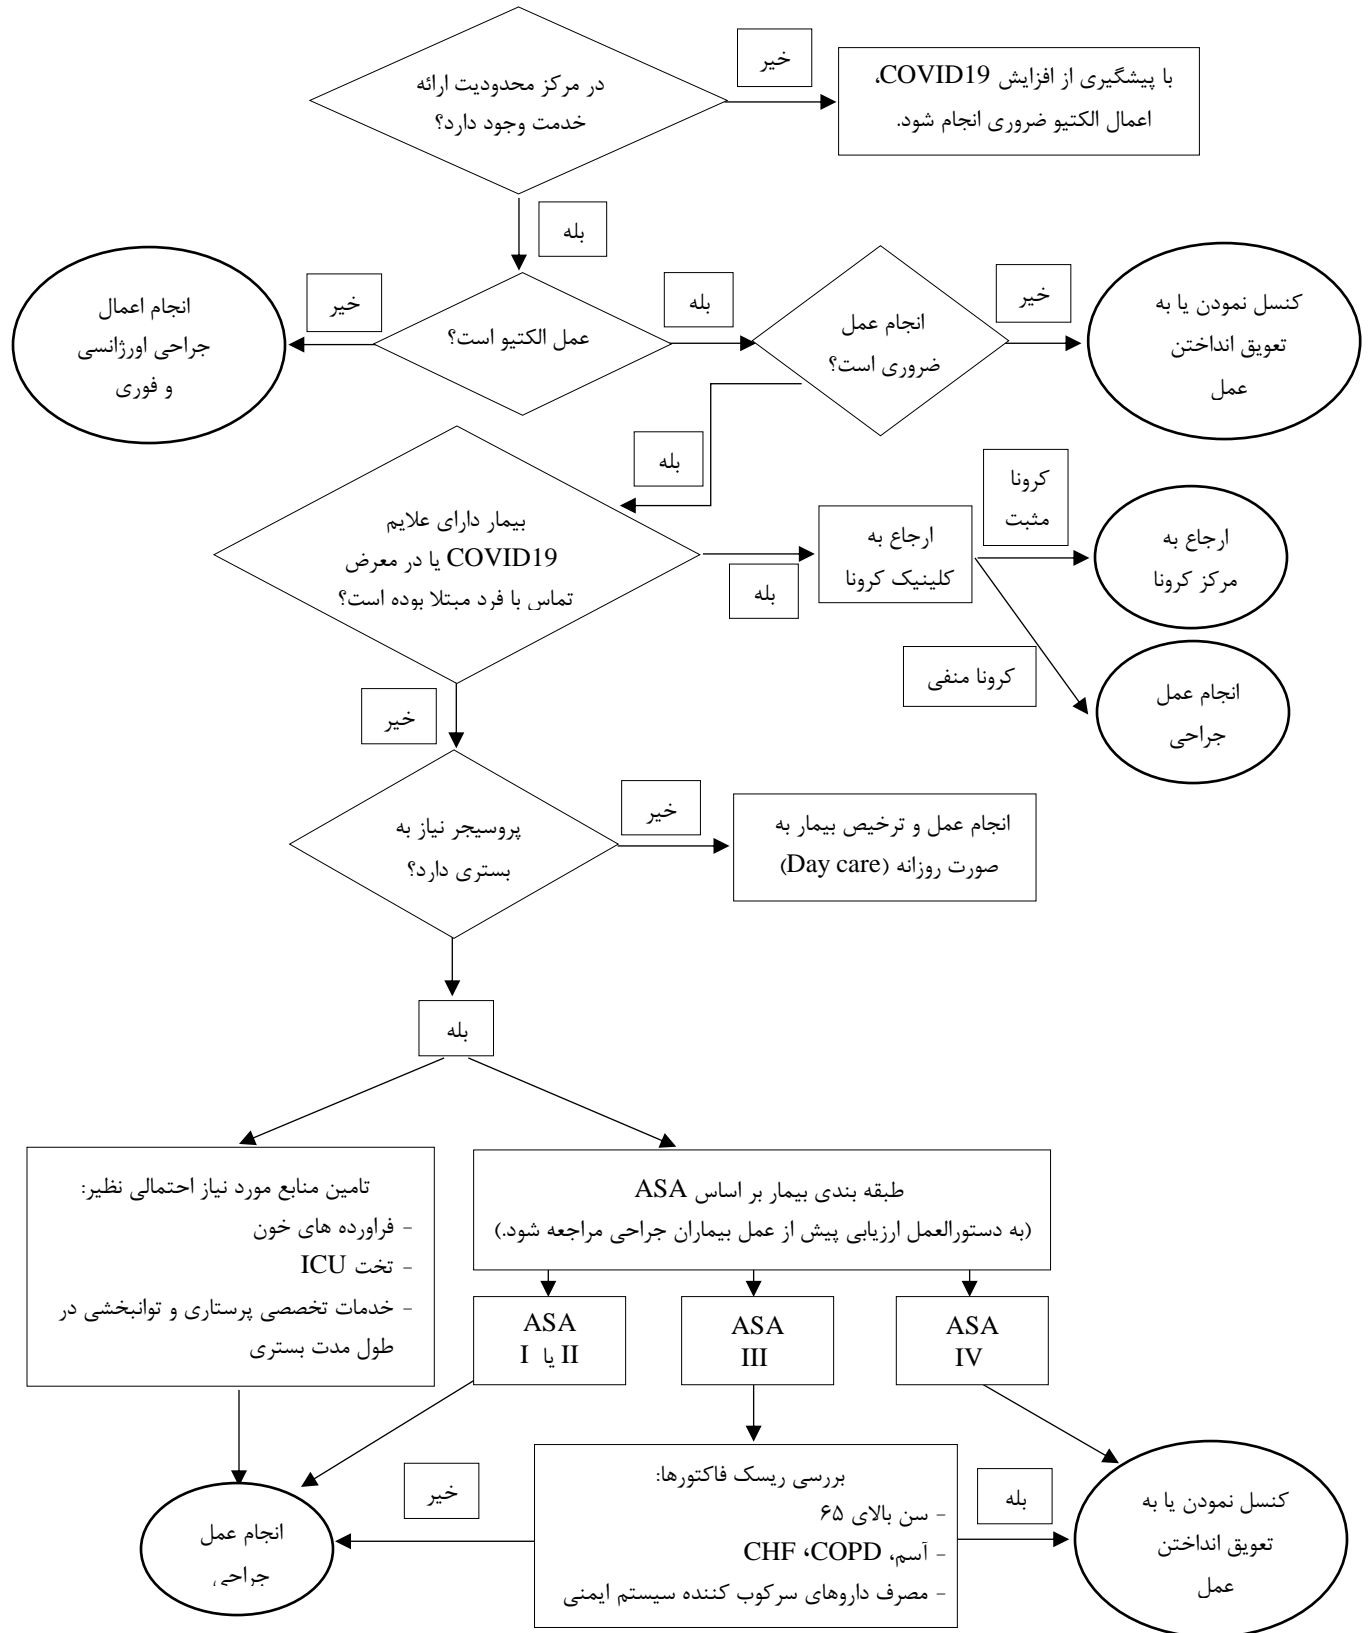 در مرکز محدودیت ارائه
خدمت وجود دارد؟
خیر
با پیشگیری از افزایش COVID19،
اعمال الکتیو ضروری انجام شود.
بله
انجام اعمال
جراحی اورژانسی
و فوری
خیر
عمل الکتیو است؟
بله
انجام عمل
ضروری است؟
خیر
کنسل نمودن یا به
تعویق انداختن
عمل
بله
بیمار دارای علایم
COVID19 یا در معرض
تماس با فرد مبتلا بوده است؟
بله
ارجاع به
کلینیک کرونا
کرونا
مثبت
ارجاع به
مرکز کرونا
کرونا منفی
انجام عمل
جراحی
خیر
پروسیجر نیاز به
بستری دارد؟
خیر
انجام عمل و ترخیص بیمار به
صورت روزانه (Day care)
بله
تامین منابع مورد نیاز احتمالی نظیر:
- فراورده های خون
- تخت ICU
- خدمات تخصصی پرستاری و توانبخشی در
طول مدت بستری
طبقه بندی بیمار بر اساس ASA
(به دستورالعمل ارزیابی پیش از عمل بیماران جراحی مراجعه شود.)
ASA
I یا II
ASA
III
ASA
IV
بررسی ریسک فاکتورها:
- سن بالای ۶۵
- آسم، CHF ،COPD
- مصرف داروهای سرکوب کننده سیستم ایمنی
خیر
انجام عمل
جراحی
بله
کنسل نمودن یا به
تعویق انداختن
عمل